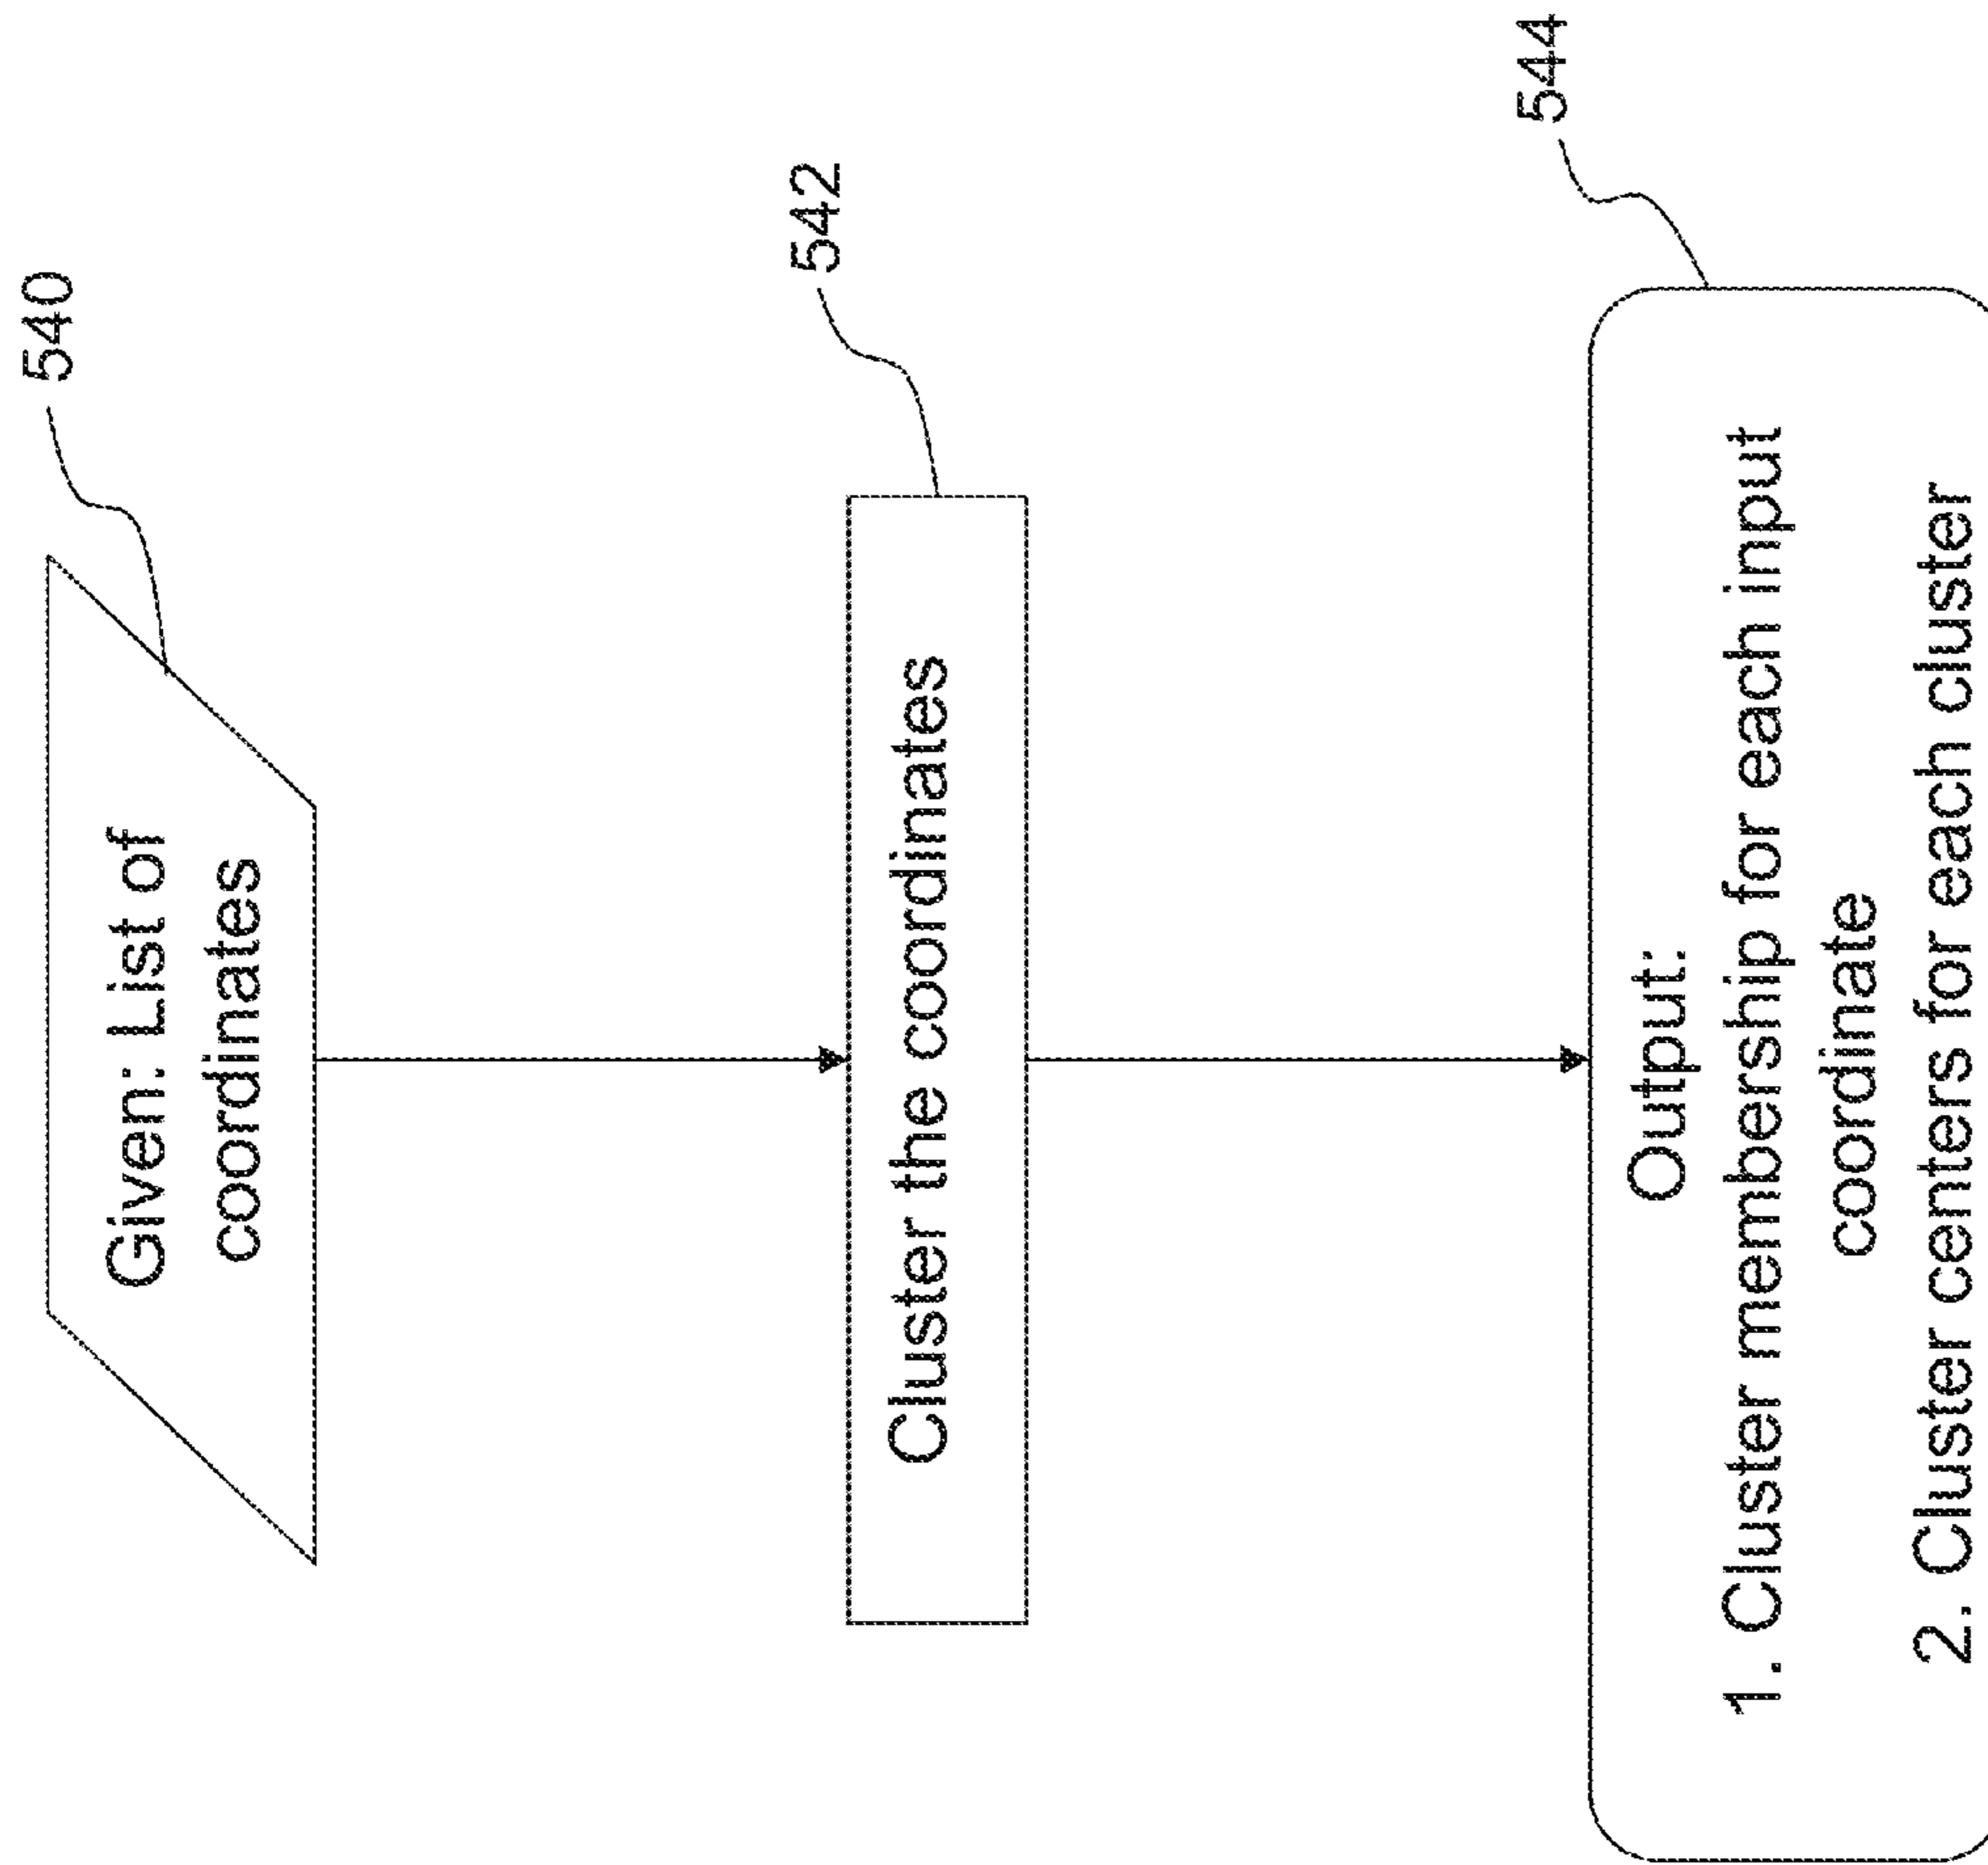 540
Given: List of
coordinates
542
Cluster the coordinates
544
Output:
1. Cluster membership for each input
coordinate
2. Cluster centers for each cluster